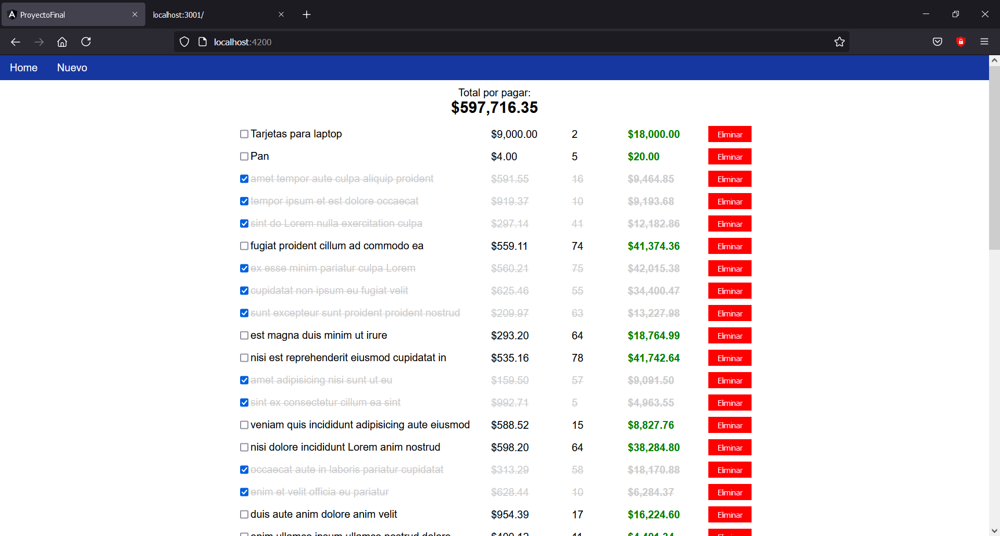 ProyectoFinal
localhost:3001/
localhost:4200
Home Nuevo
Total por pagar:
$597,716.35
Tarjetas para laptop $9,000.00 2 $18,000.00 Eliminar
Pan $4.00 5 $20.00 Eliminar
amet tempor aute culpa aliquip proident $591.55 16 $9,464.85 Eliminar
tempor ipsum et est dolore occaecat $919.37 10 $9,193.68 Eliminar
sint do Lorem nulla exercitation culpa $297.14 41 $12,182.86 Eliminar
fugiat proident cillum ad commodo ea $559.11 74 $41,374.36 Eliminar
ex esse minim pariatur culpa Lorem $560.21 75 $42,015.38 Eliminar
cupidatat non ipsum eu fugiat velit $625.46 55 $34,400.47 Eliminar
sunt excepteur sunt proident proident nostrud $209.97 63 $13,227.98 Eliminar
est magna duis minim ut irure $293.20 64 $18,764.99 Eliminar
nisi est reprehenderit eiusmod cupidatat in $535.16 78 $41,742.64 Eliminar
amet adipisicing nisi sunt ut eu $159.50 57 $9,091.50 Eliminar
sint ex consectetur cillum ea sint $992.71 5 $4,963.55 Eliminar
veniam quis incididunt adipisicing aute eiusmod $588.52 15 $8,827.76 Eliminar
nisi dolore incididunt Lorem anim nostrud $598.20 64 $38,284.80 Eliminar
occaecat aute in laboris pariatur cupidatat $313.29 58 $18,170.88 Eliminar
enim et velit officia eu pariatur $628.44 10 $6,284.37 Eliminar
duis aute anim dolore anim velit $954.39 17 $16,224.60 Eliminar
enim ullamco ipsum ullamco nostrud dolore